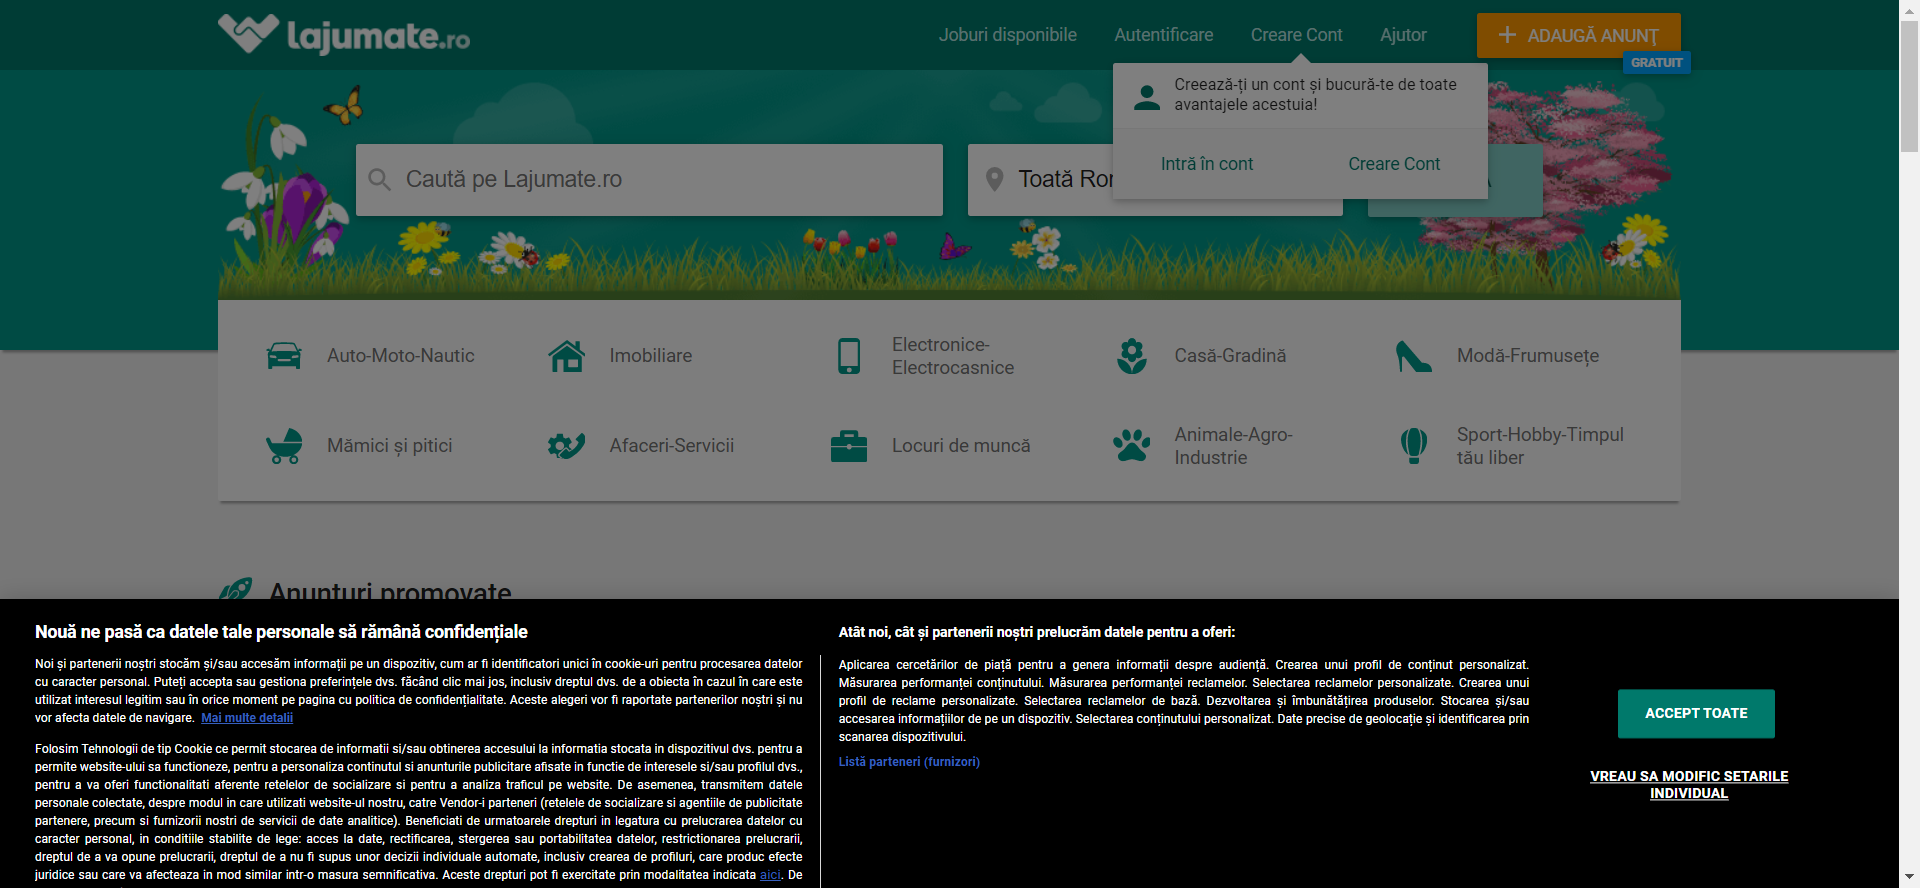 Lajumate.ro
Joburi disponibile
Autentificare
Creare Cont
Ajutor
ADAUGĂ ANUNŢ
GRATUIT
Creează-ți un cont și bucură-te de toate
avantajele acestuia!
Intră în cont
Creare Cont
Caută pe Lajumate.ro
Toată
Auto-Moto-Nautic
Imobiliare
Electronice-
Electrocasnice
Casă-Gradină
Modă-Frumusețe
Mămici și pitici
Afaceri-Servicii
Locuri de muncă
Animale-Agro-
Industrie
Sport-Hobby-Timpul
tău liber
Anunturi promovate
Nouă ne pasă ca datele tale personale să rămână confidențiale
Noi și partenerii noștri stocăm și/sau accesăm informații pe un dispozitiv, cum ar fi identificatori unici în cookie-uri pentru procesarea datelor
cu caracter personal. Puteți accepta sau gestiona preferințele dvs. făcând clic mai jos, inclusiv dreptul dvs. de a obiecta în cazul în care este
utilizat interesul legitim sau în orice moment pe pagina cu politica de confidențialitate. Aceste alegeri vor fi raportate partenerilor noștri și nu
vor afecta datele de navigare. Mai multe detalii
Folosim Tehnologii de tip Cookie ce permit stocarea de informatii si/sau obtinerea accesului la informatia stocata in dispozitivul dvs. pentru a
permite website-ului sa functioneze, pentru a personaliza continutul si anunturile publicitare afisate in functie de interesele si/sau profilul dvs.,
pentru a va oferi functionalitati aferente retelelor de socializare si pentru a analiza traficul pe website. De asemenea, transmitem datele
personale colectate, despre modul in care utilizati website-ul nostru, catre Vendor-i parteneri (retelele de socializare si agentiile de publicitate
partenere, precum si furnizorii nostri de servicii de date analitice). Beneficiati de urmatoarele drepturi in legatura cu prelucrarea datelor cu
caracter personal, in conditiile stabilite de lege: acces la date, rectificarea, stergerea sau portabilitatea datelor, restrictionarea prelucrarii,
dreptul de a va opune prelucrarii, dreptul de a nu fi supus unor decizii individuale automate, inclusiv crearea de profiluri, care produc efecte
juridice sau care va afecteaza in mod similar intr-o masura semnificativa. Aceste drepturi pot fi exercitate prin modalitatea indicata aici. De
Atât noi, cât și partenerii noștri prelucrăm datele pentru a oferi:
Aplicarea cercetărilor de piață pentru a genera informații despre audiență. Crearea unui profil de conținut personalizat.
Măsurarea performanței conținutului. Măsurarea performanței reclamelor. Selectarea reclamelor personalizate. Crearea unui
profil de reclame personalizate. Selectarea reclamelor de bază. Dezvoltarea și îmbunătățirea produselor. Stocarea și/sau
accesarea informațiilor de pe un dispozitiv. Selectarea conținutului personalizat. Date precise de geolocație și identificarea prin
scanarea dispozitivului.
Listă parteneri (furnizori)
ACCEPT TOATE
VREAU SA MODIFIC SETARILE
INDIVIDUAL